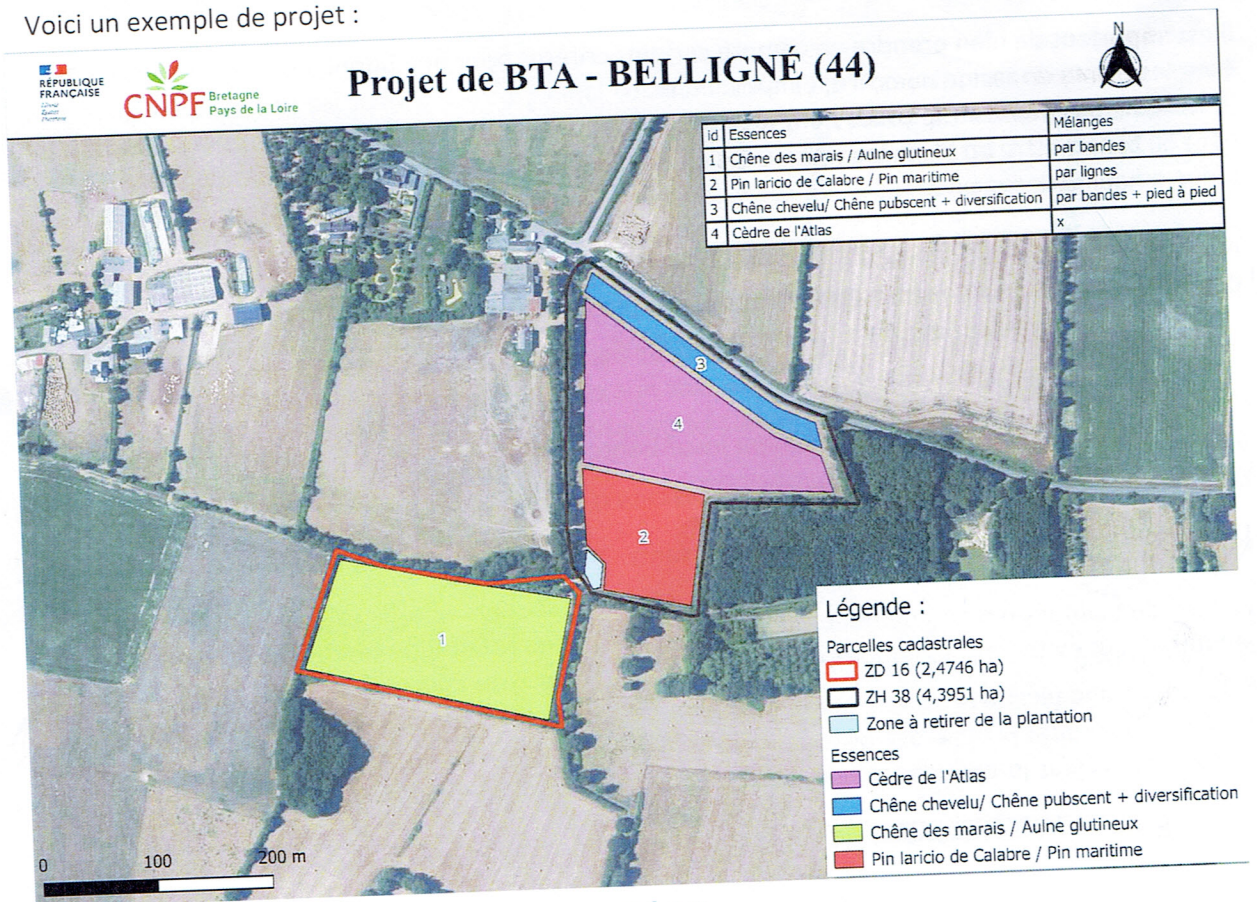 Voici un exemple de projet :
RÉPUBLIQUE
FRANÇAISE
CNPF
Bretagne
Pays de la Loire
Projet de BTA - BELLIGNÉ (44)
N
id Essences Mélanges
1 Chêne des marais / Aulne glutineux par bandes
2 Pin laricio de Calabre / Pin maritime par lignes
3 Chêne chevelu/ Chêne pubscent + diversification par bandes + pied à pied
4 Cèdre de l'Atlas x
3
4
2
1
Légende :
Parcelles cadastrales
ZD 16 (2,4746 ha)
ZH 38 (4,3951 ha)
Zone à retirer de la plantation
Essences
Cèdre de l'Atlas
Chêne chevelu/ Chêne pubscent + diversification
Chêne des marais / Aulne glutineux
Pin laricio de Calabre / Pin maritime
0 100 200 m